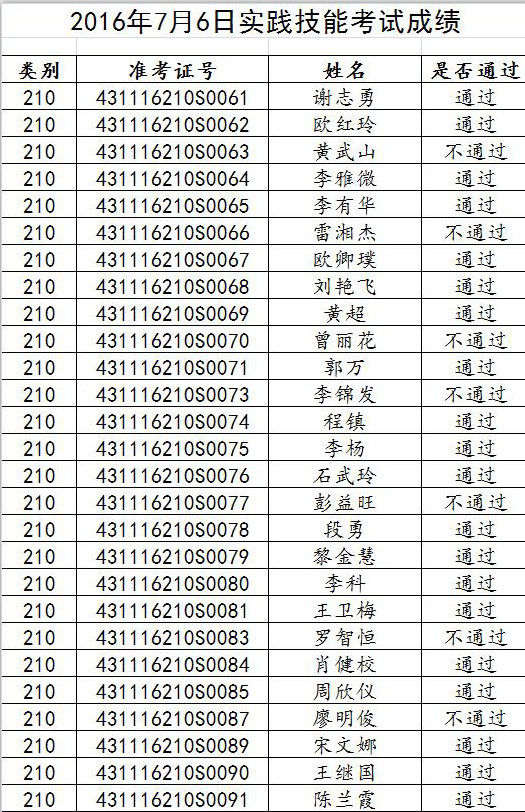 2016年7月6日实践技能考试成绩
类别 准考证号 姓名 是否通过
210 431116210S0061 谢志勇 通过
210 431116210S0062 欧红玲 通过
210 431116210S0063 黄武山 不通过
210 431116210S0064 李雅微 通过
210 431116210S0065 李有华 通过
210 431116210S0066 雷湘杰 不通过
210 431116210S0067 欧卿璞 通过
210 431116210S0068 刘艳飞 通过
210 431116210S0069 黄超 通过
210 431116210S0070 曾丽花 不通过
210 431116210S0071 郭万 通过
210 431116210S0073 李锦发 不通过
210 431116210S0074 程镇 通过
210 431116210S0075 李杨 通过
210 431116210S0076 石武玲 通过
210 431116210S0077 彭益旺 不通过
210 431116210S0078 段勇 通过
210 431116210S0079 黎金慧 通过
210 431116210S0080 李科 通过
210 431116210S0081 王卫梅 通过
210 431116210S0083 罗智恒 不通过
210 431116210S0084 肖健校 通过
210 431116210S0085 周欣仪 通过
210 431116210S0087 廖明俊 不通过
210 431116210S0089 宋文娜 通过
210 431116210S0090 王继国 通过
210 431116210S0091 陈兰霞 通过